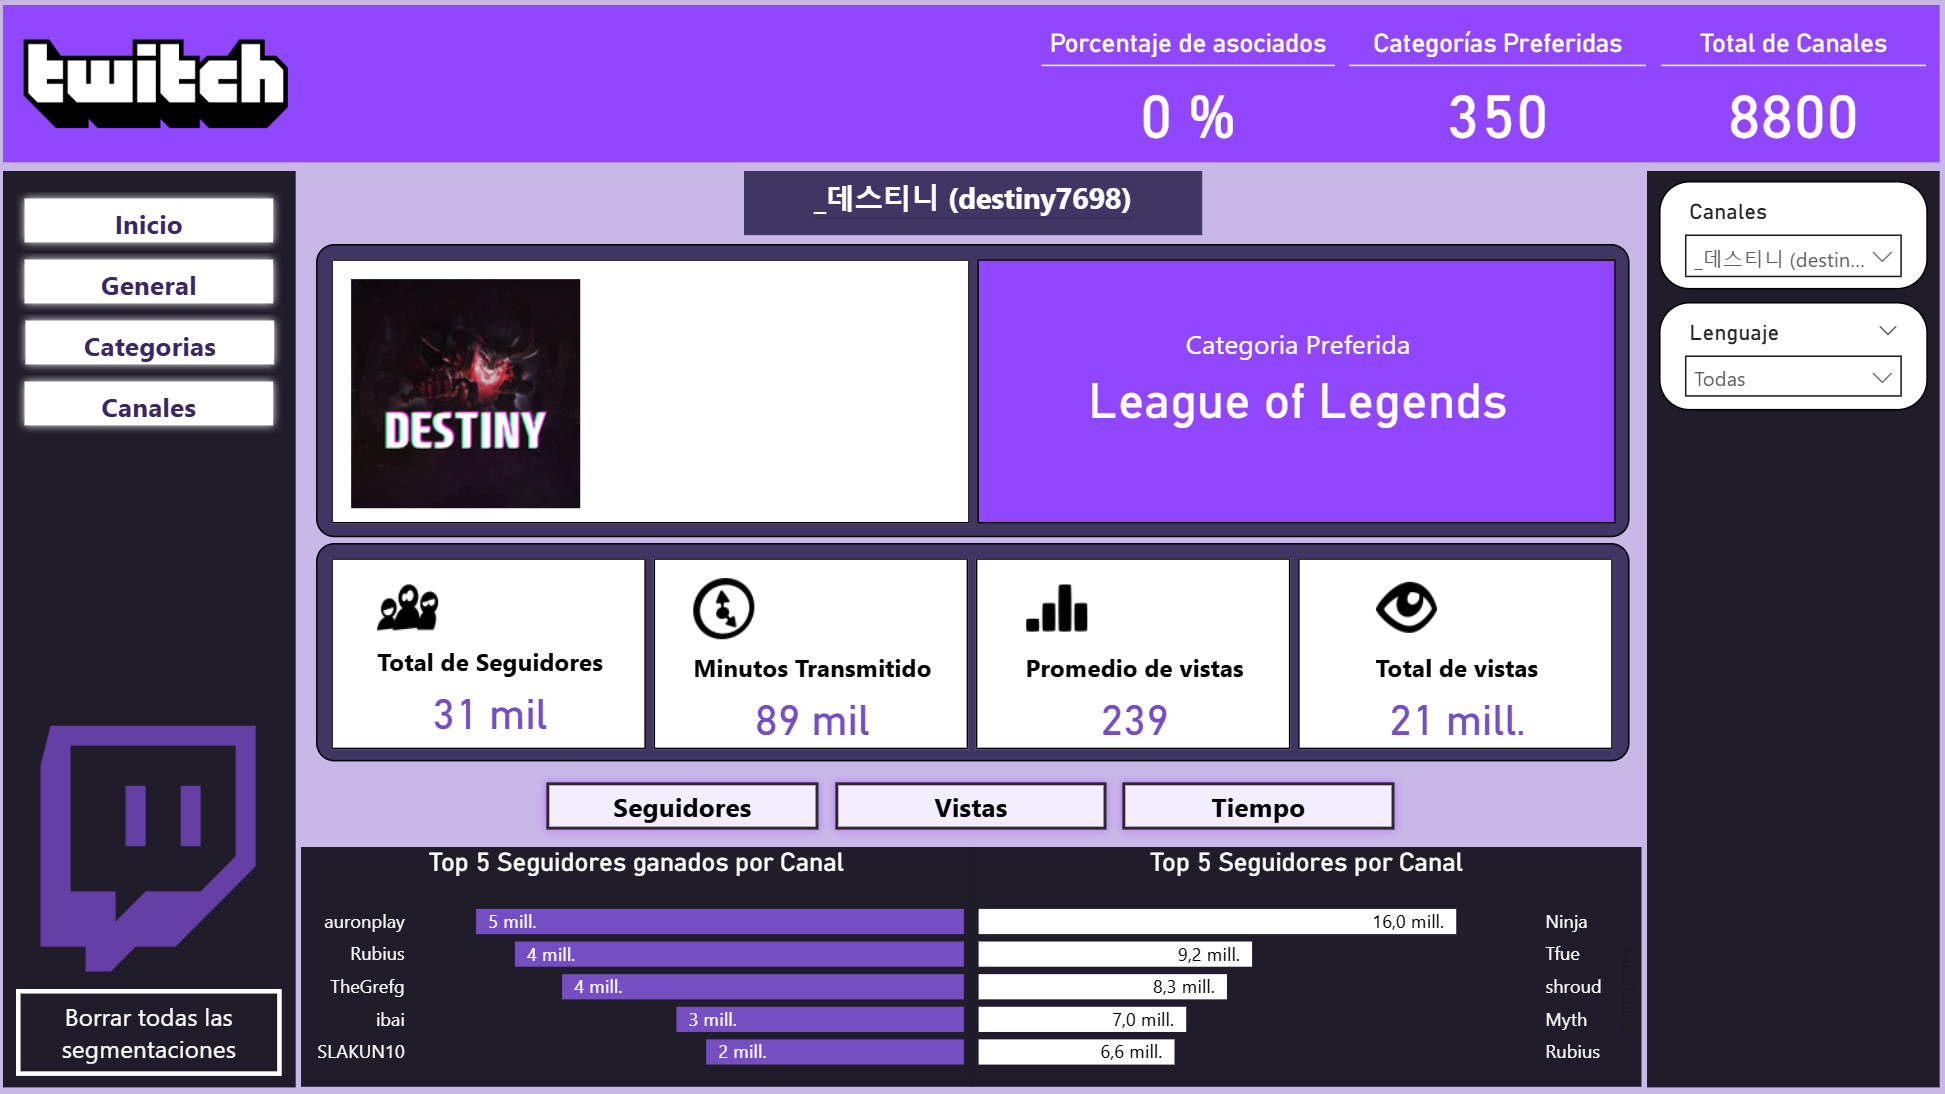 twitch
Porcentaje de asociados
0 %
Categorías Preferidas
350
Total de Canales
8800
Inicio
General
Categorias
Canales
Borrar todas las
segmentaciones
_데스티니 (destiny7698)
DESTINY
Categoria Preferida
League of Legends
Total de Seguidores
31 mil
Minutos Transmitido
89 mil
Promedio de vistas
239
Total de vistas
21 mill.
Seguidores
Vistas
Tiempo
Top 5 Seguidores ganados por Canal
auronplay 5 mill.
Rubius 4 mill.
TheGrefg 4 mill.
ibai 3 mill.
SLAKUN10 2 mill.
Top 5 Seguidores por Canal
16,0 mill. Ninja
9,2 mill. Tfue
8,3 mill. shroud
7,0 mill. Myth
6,6 mill. Rubius
Canales
_데스티니 (destin...
Lenguaje
Todas